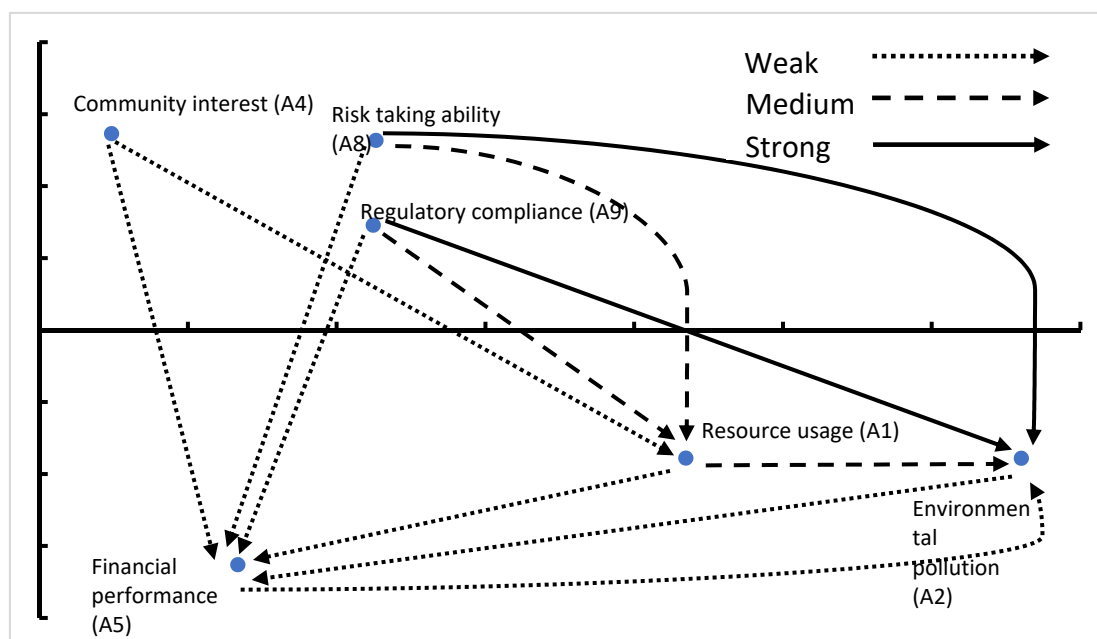 Weak
Medium
Strong
Community interest (A4)
Risk taking ability
(A8)
Regulatory compliance (A9)
Resource usage (A1)
Environmen
tal
pollution
(A2)
Financial
performance
(A5)